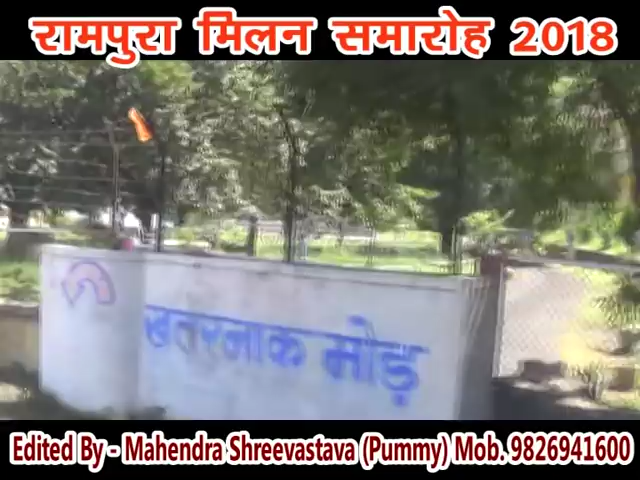 रामपुरा मिलन समारोह 2018
खतरनाक मोड़
Edited By - Mahendra Shreevastava (Pummy) Mob. 9826941600